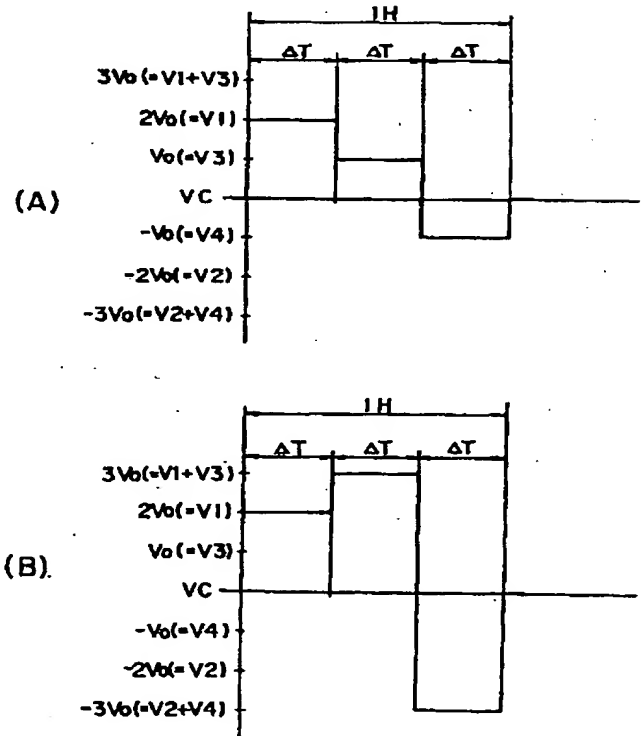 1H
ΔT ΔT ΔT
3Vo(=V1+V3)
2Vo(=V1)
Vo(=V3)
(A)
VC
-Vo(=V4)
-2Vo(=V2)
-3Vo(=V2+V4)
1H
ΔT ΔT ΔT
3Vo(=V1+V3)
2Vo(=V1)
Vo(=V3)
(B)
VC
-Vo(=V4)
-2Vo(=V2)
-3Vo(=V2+V4)